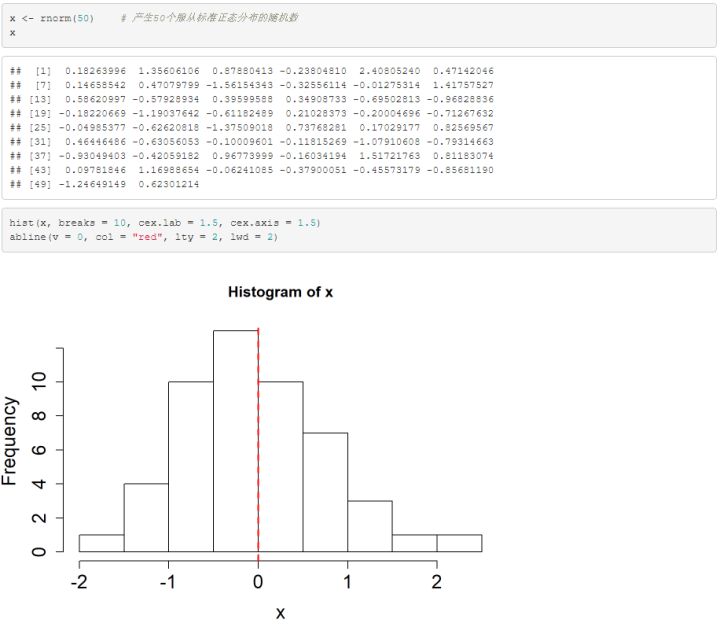 x <- rnorm(50)    # 产生50个服从标准正态分布的随机数
x
##  [1]  0.18263996  1.35606106  0.87880413 -0.23804810  2.40805240  0.47142046
##  [7]  0.14658542  0.47079799 -1.56154343 -0.32556114 -0.01275314  1.41757527
## [13]  0.58620997 -0.57928934  0.39599588  0.34908733 -0.69502813 -0.96828836
## [19] -0.18220669 -1.19037642 -0.61182489  0.21028373 -0.20004696 -0.71267632
## [25] -0.04985377 -0.62620818 -1.37509018  0.73768281  0.17029177  0.82569567
## [31]  0.46446486 -0.63056053 -0.10009601 -0.11815269 -1.07910608 -0.79314663
## [37] -0.93049403 -0.42059182  0.96773999 -0.16034194  1.51721763  0.81183074
## [43]  0.09781846  1.16988654 -0.06241085 -0.37900051 -0.45573179 -0.85681190
## [49] -1.24649149  0.62301214
hist(x, breaks = 10, cex.lab = 1.5, cex.axis = 1.5)
abline(v = 0, col = "red", lty = 2, lwd = 2)
Histogram of x
Frequency
10
8
6
4
2
0
-2 -1 0 1 2
x